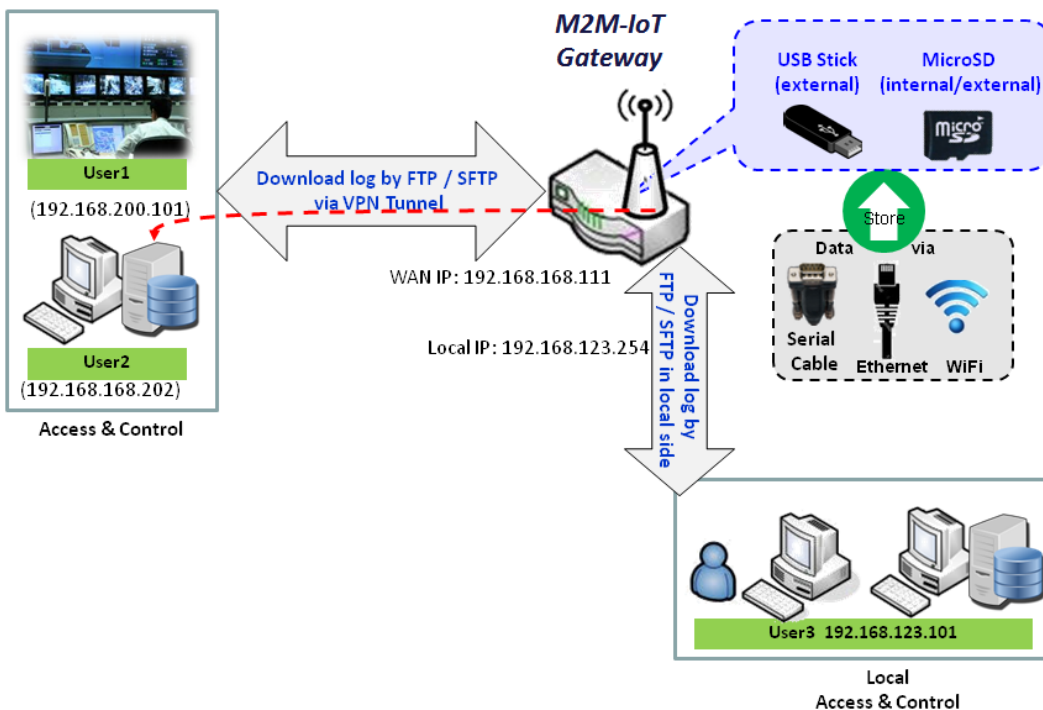 M2M-IoT
Gateway
USB Stick
(external)
MicroSD
(internal/external)
micro
SD
Store
Data via
Serial
Cable
Ethernet
WiFi
User1
(192.168.200.101)
User2
(192.168.168.202)
Access & Control
Download log by FTP / SFTP
via VPN Tunnel
WAN IP: 192.168.168.111
Local IP: 192.168.123.254
Download log by
FTP / SFTP in local side
User3 192.168.123.101
Local
Access & Control